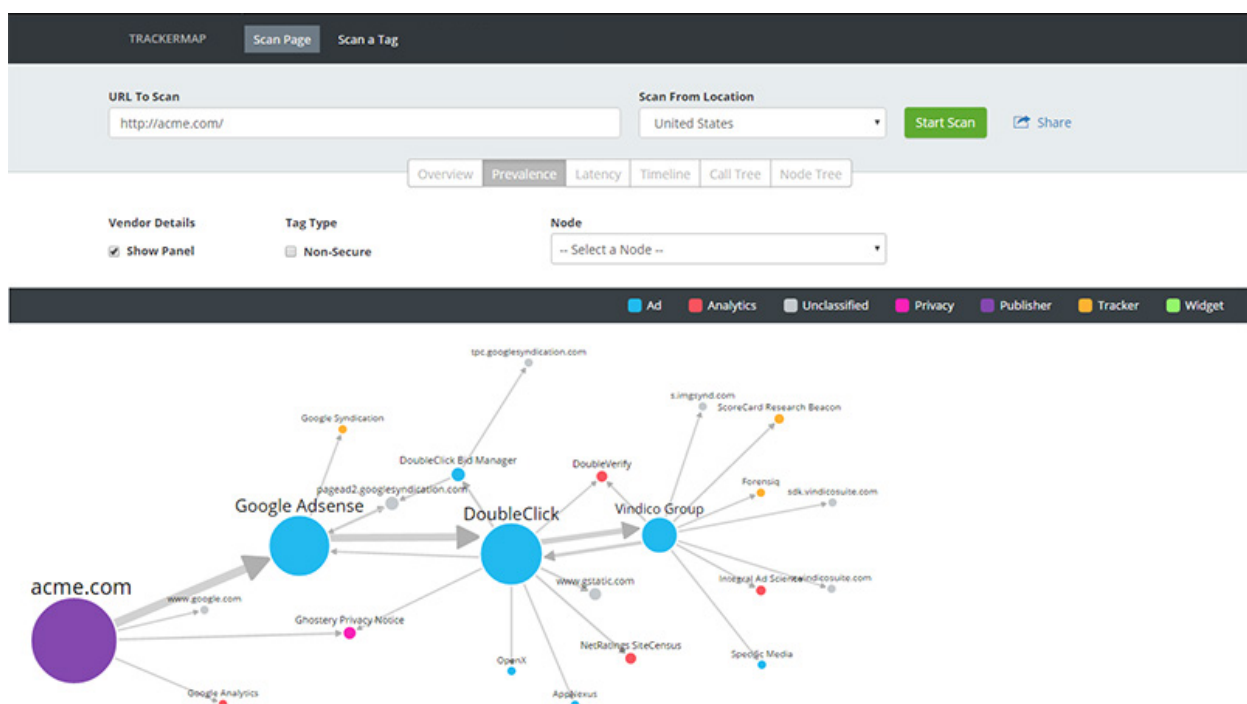 TRACKERMAP Scan Page Scan a Tag
URL To Scan Scan From Location
http://acme.com/ United States Start Scan Share
Overview Prevalence Latency Timeline Call Tree Node Tree
Vendor Details Tag Type Node
Show Panel Non-Secure -- Select a Node --
Ad Analytics Unclassified Privacy Publisher Tracker Widget
tpc.googlesyndication.com
s.imgsynd.com
ScoreCard Research Beacon
Google Syndication
DoubleClick Bid Manager
DoubleVerify
Forensiq
pagead2.googlesyndication.com
sdk.vindicosuite.com
Google Adsense
DoubleClick
Vindico Group
www.gstatic.com
Integral Ad Science
vindicosuite.com
acme.com
www.google.com
Ghostery Privacy Notice
NetRatings SiteCensus
OpenX
Specific Media
Google Analytics
AppNexus